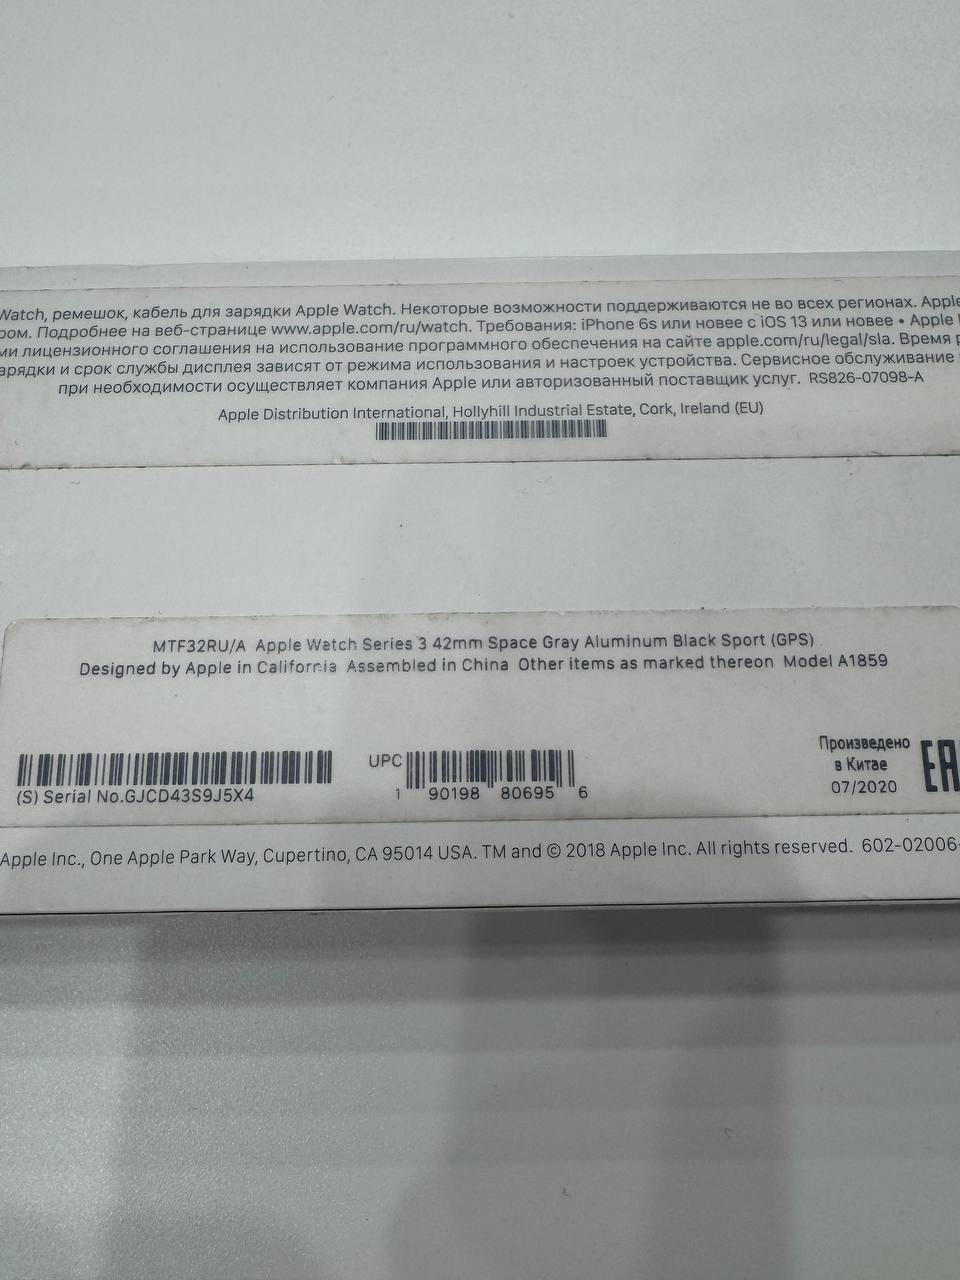 Watch, ремешок, кабель для зарядки Apple Watch. Некоторые возможности поддерживаются не во всех регионах. Apple
ром. Подробнее на веб-странице www.apple.com/ru/watch. Требования: iPhone 6s или новее с iOS 13 или новее • Apple
ми лицензионного соглашения на использование программного обеспечения на сайте apple.com/ru/legal/sla. Время
арядки и срок службы дисплея зависят от режима использования и настроек устройства. Сервисное обслуживание
при необходимости осуществляет компания Apple или авторизованный поставщик услуг. RS826-07098-A
Apple Distribution International, Hollyhill Industrial Estate, Cork, Ireland (EU)
MTF32RU/A Apple Watch Series 3 42mm Space Gray Aluminum Black Sport (GPS)
Designed by Apple in California Assembled in China Other items as marked thereon Model A1859
UPC
(S) Serial No.GJCD43S9J5X4
1 90198 80695 6
Произведено
в Китае
07/2020
EAC
Apple Inc., One Apple Park Way, Cupertino, CA 95014 USA. TM and © 2018 Apple Inc. All rights reserved. 602-02006-